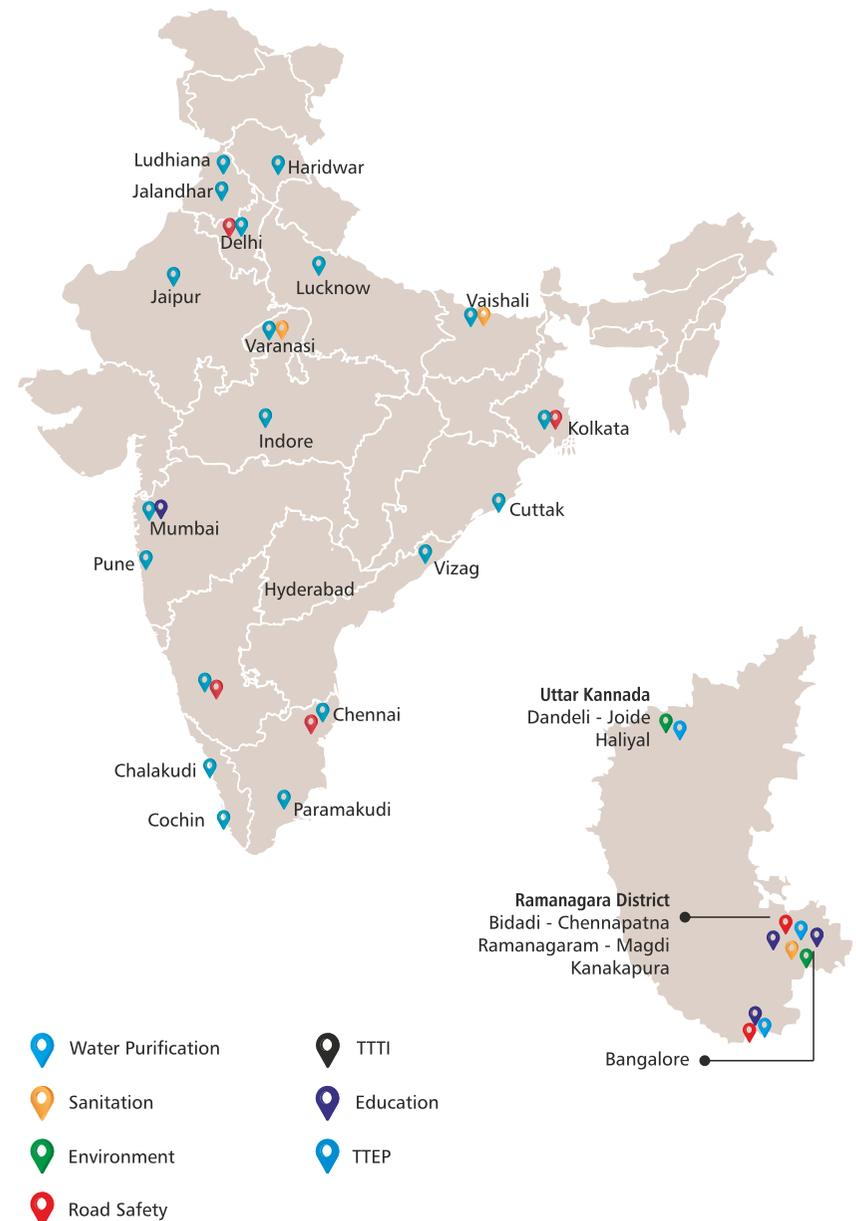 Ludhiana
Haridwar
Jalandhar
Delhi
Lucknow
Jaipur
Vaishali
Varanasi
Kolkata
Indore
Cuttak
Mumbai
Pune
Vizag
Hyderabad
Chennai
Chalakudi
Paramakudi
Cochin
Uttar Kannada
Dandeli - Joide
Haliyal
Ramanagara District
Bidadi - Chennapatna
Ramanagaram - Magdi
Kanakapura
Bangalore
Water Purification
TTTI
Sanitation
Education
Environment
TTEP
Road Safety